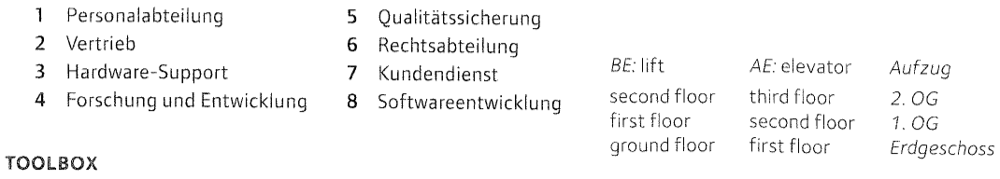 1 Personalabteilung
2 Vertrieb
3 Hardware-Support
4 Forschung und Entwicklung
5 Qualitätssicherung
6 Rechtsabteilung
7 Kundendienst
8 Softwareentwicklung
BE: lift AE: elevator Aufzug
second floor third floor 2. OG
first floor second floor 1. OG
ground floor first floor Erdgeschoss
TOOLBOX